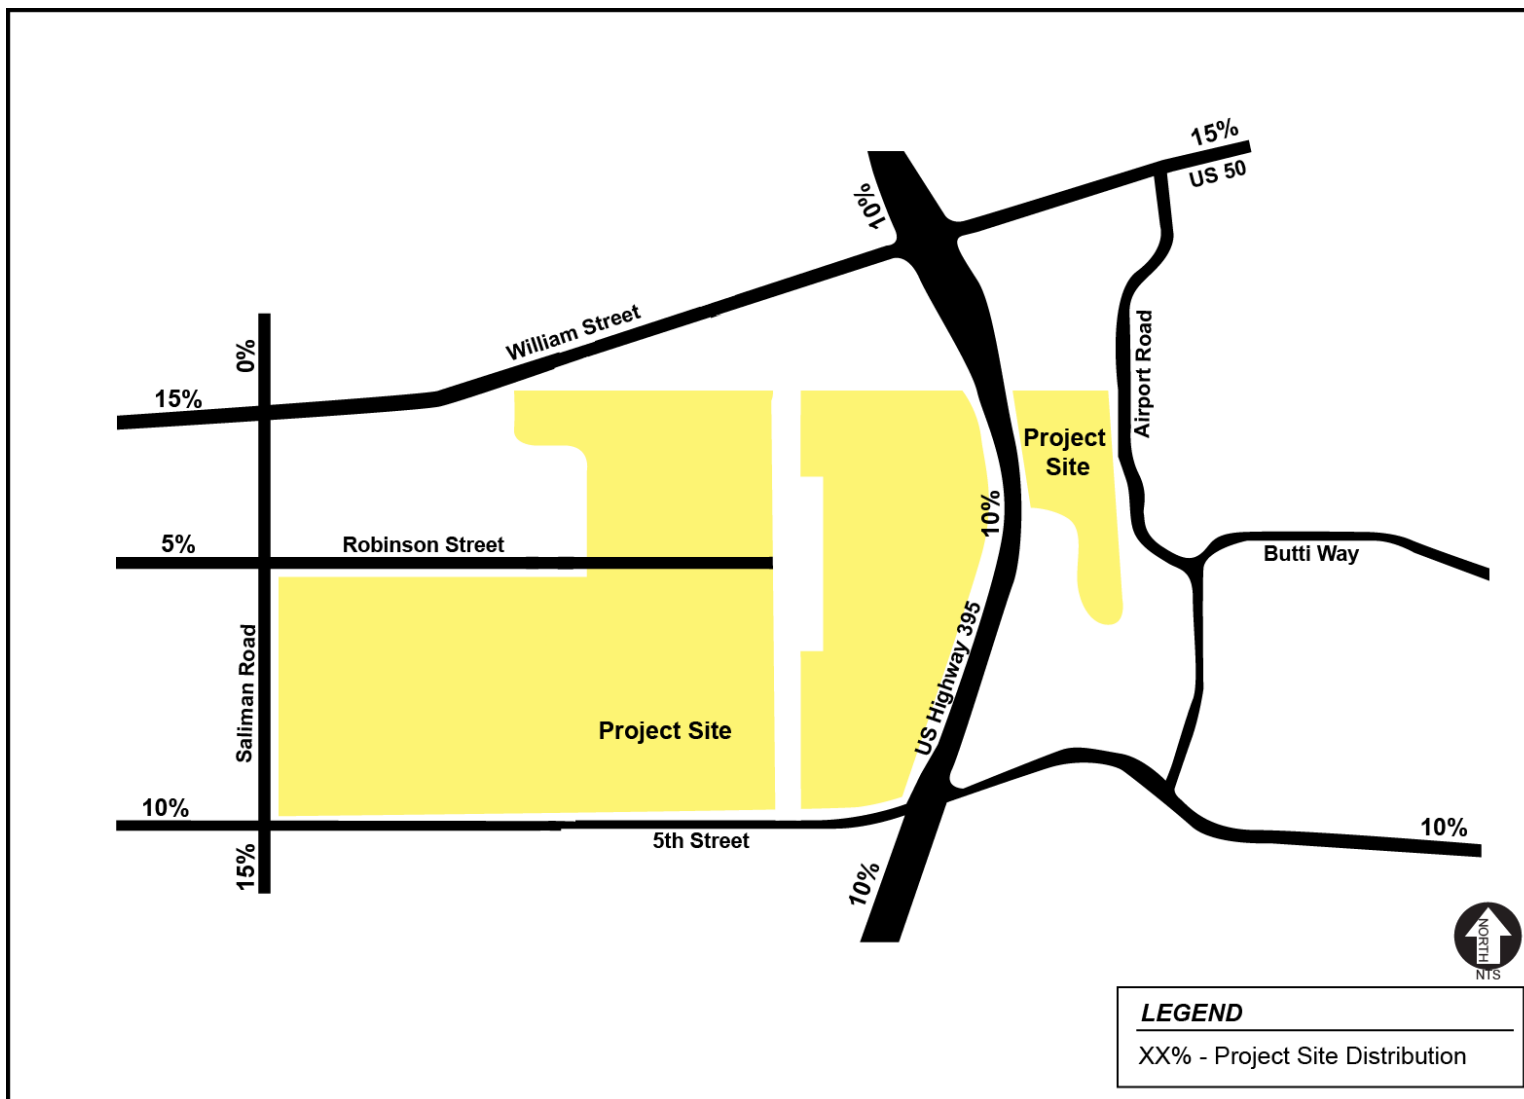 15%
US 50
10%
William Street
0%
15%
Airport Road
Project
Site
10%
5%
Robinson Street
Butti Way
US Highway 395
Saliman Road
Project Site
10%
5th Street
10%
15%
10%
NORTH
NTS
LEGEND
XX% - Project Site Distribution